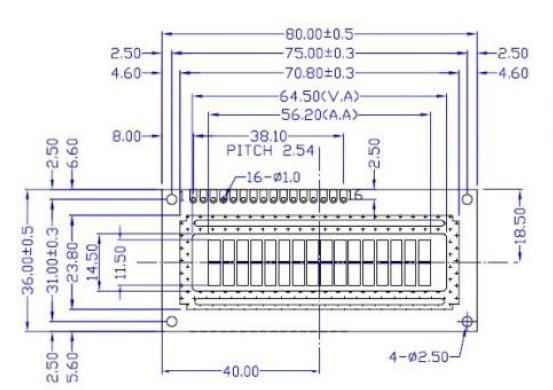 80.00±0.5
2.50 75.00±0.3 2.50
4.60 70.80±0.3 4.60
64.50(V.A)
56.20(A.A)
8.00 38.10
PITCH 2.54
2.50
6.60
2.50
16-ø1.0
1 16
36.00±0.5
31.00±0.3
23.80
14.50
11.50
18.50
2.50
5.60
40.00
4-ø2.50